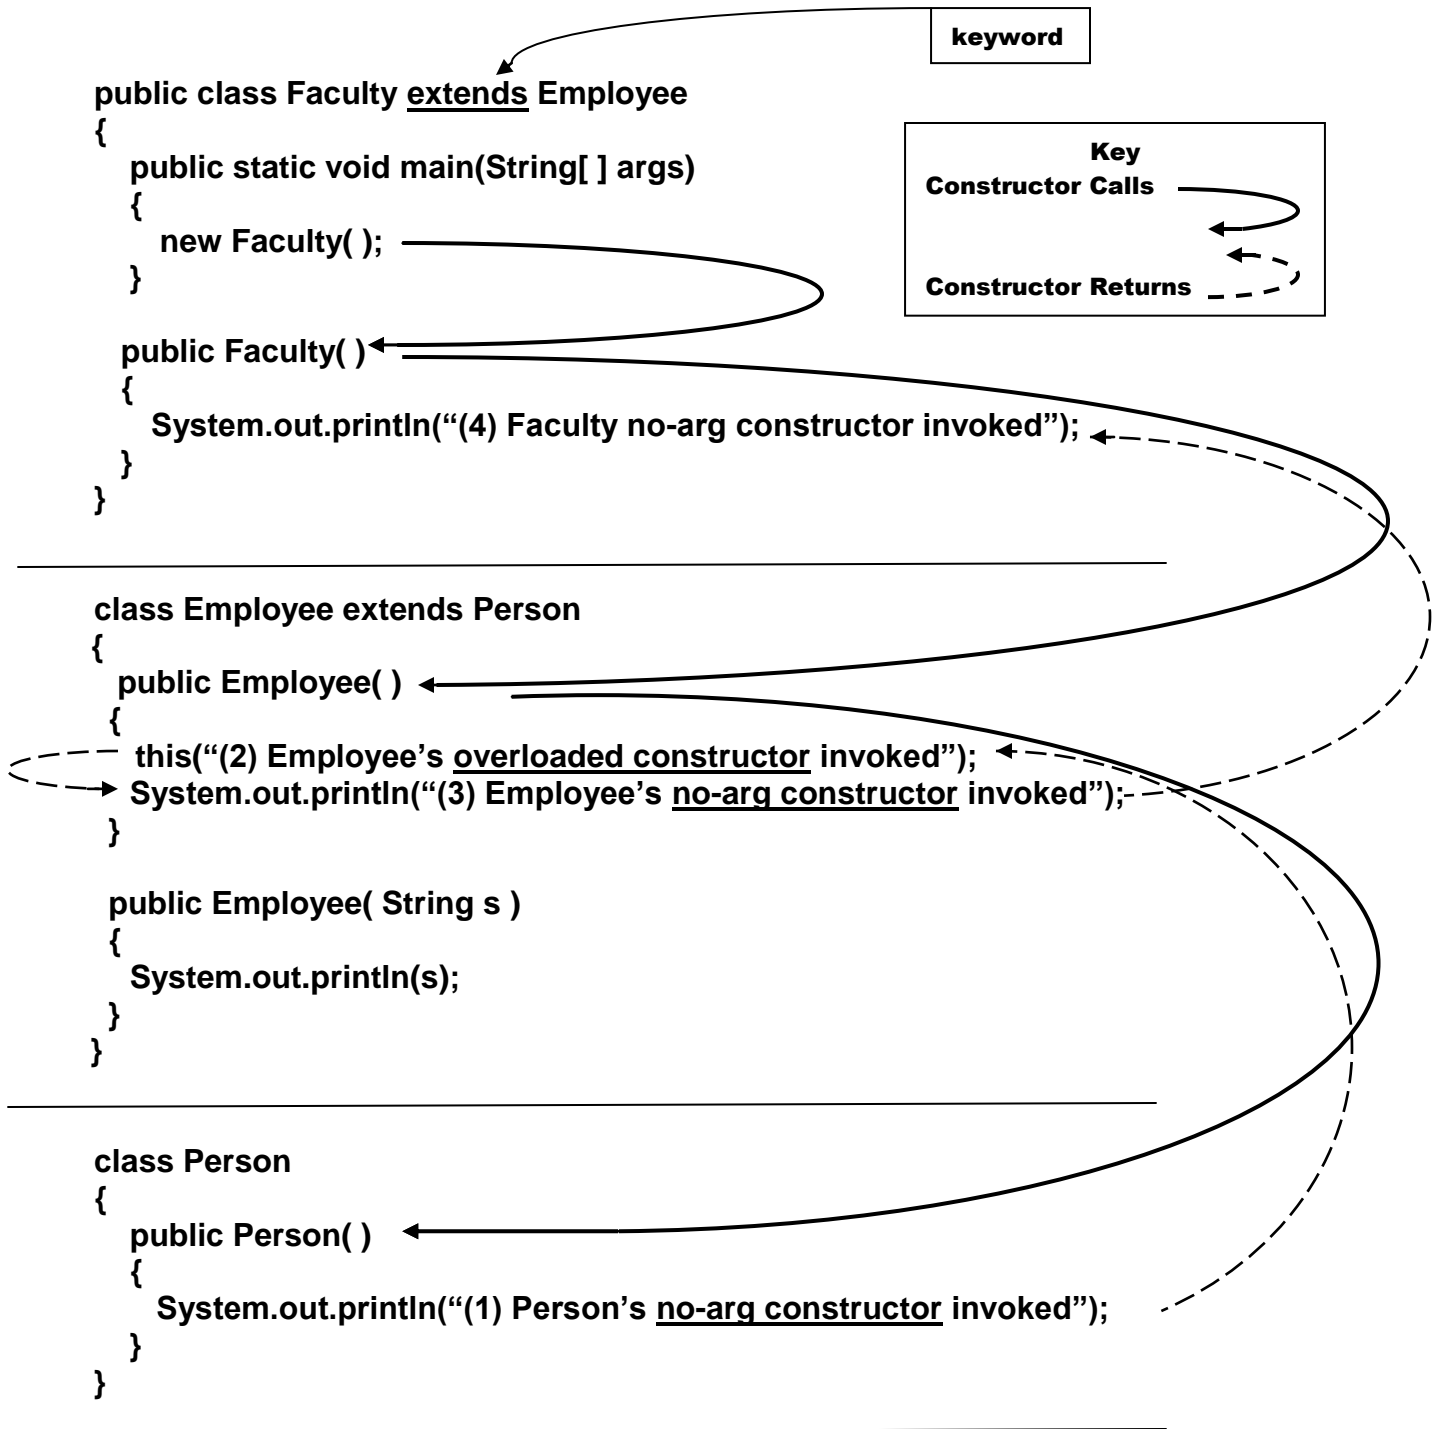 keyword
public class Faculty extends Employee
{
public static void main(String[ ] args)
{
new Faculty( );
}
Key
Constructor Calls
Constructor Returns
public Faculty( )
{
System.out.println(“(4) Faculty no-arg constructor invoked”);
}
}
class Employee extends Person
{
public Employee( )
{
this(“(2) Employee’s overloaded constructor invoked”);
System.out.println(“(3) Employee’s no-arg constructor invoked”);
}
public Employee( String s )
{
System.out.println(s);
}
}
class Person
{
public Person( )
{
System.out.println(“(1) Person’s no-arg constructor invoked”);
}
}